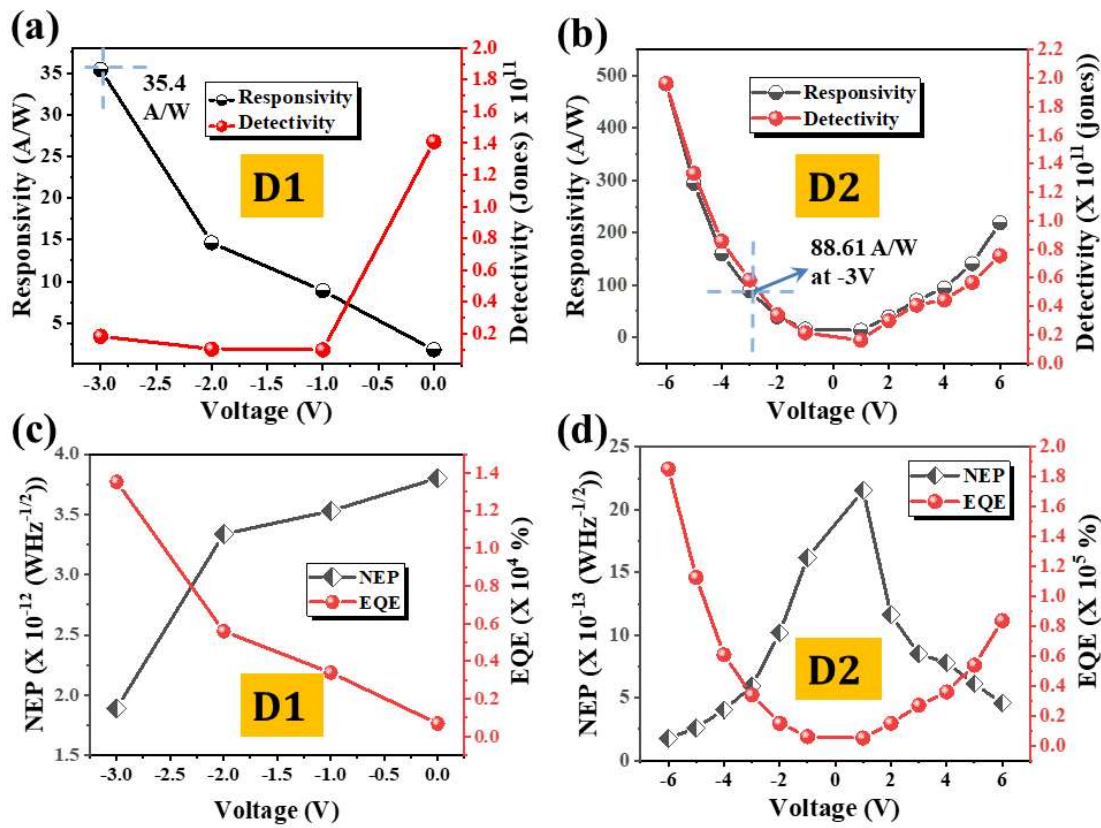 (a)
Responsivity (A/W)
35
30
25
20
15
10
5
35.4
A/W
Responsivity
Detectivity
D1
2.0
1.8
1.6
1.4
1.2
1.0
0.8
0.6
0.4
0.2
Detectivity (Jones) x 10^11
-3.0 -2.5 -2.0 -1.5 -1.0 -0.5 0.0
Voltage (V)
(b)
Responsivity (A/W)
500
400
300
200
100
0
Responsivity
Detectivity
D2
88.61 A/W
at -3V
2.2
2.0
1.8
1.6
1.4
1.2
1.0
0.8
0.6
0.4
0.2
0.0
Detectivity (X 10^11 (jones))
-6 -4 -2 0 2 4 6
Voltage (V)
(c)
NEP (X 10^-12 (WHz^-1/2))
4.0
3.5
3.0
2.5
2.0
1.5
NEP
EQE
D1
1.4
1.2
1.0
0.8
0.6
0.4
0.2
0.0
EQE (X 10^4 %)
-3.0 -2.5 -2.0 -1.5 -1.0 -0.5 0.0
Voltage (V)
(d)
NEP (X 10^-13 (WHz^-1/2))
25
20
15
10
5
0
NEP
EQE
D2
2.0
1.8
1.6
1.4
1.2
1.0
0.8
0.6
0.4
0.2
0.0
EQE (X 10^5 %)
-6 -4 -2 0 2 4 6
Voltage (V)